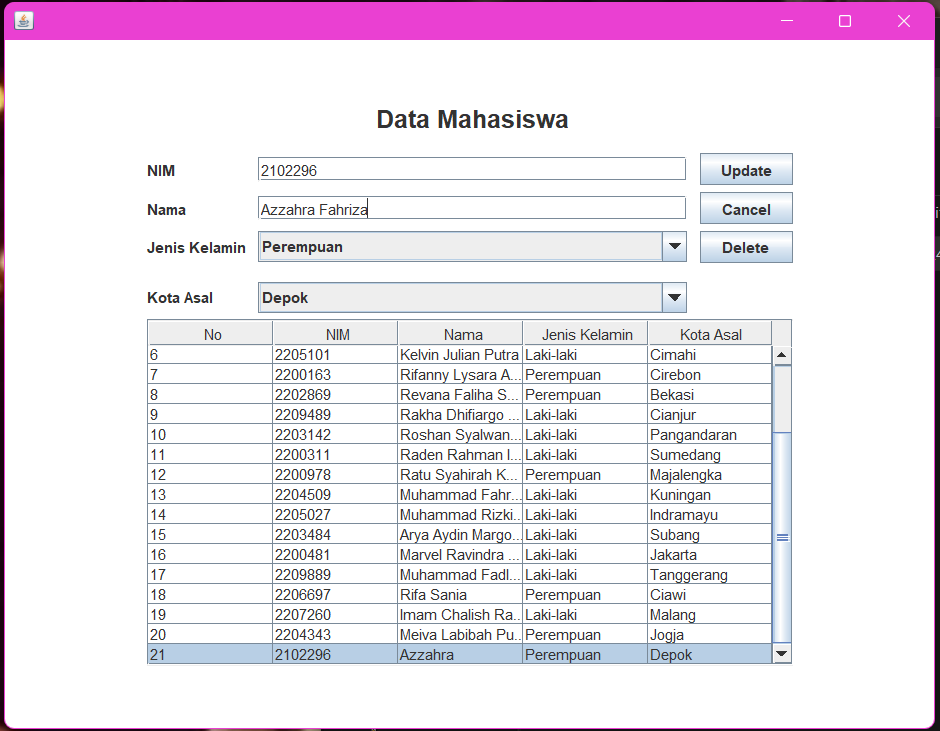 Data Mahasiswa
NIM 2102296 Update
Nama Azzahra Fahriza Cancel
Jenis Kelamin Perempuan Delete
Kota Asal Depok
No NIM Nama Jenis Kelamin Kota Asal
6 2205101 Kelvin Julian Putra Laki-laki Cimahi
7 2200163 Rifanny Lysara A... Perempuan Cirebon
8 2202869 Revana Faliha S... Perempuan Bekasi
9 2209489 Rakha Dhifiargo ... Laki-laki Cianjur
10 2203142 Roshan Syalwan... Laki-laki Pangandaran
11 2200311 Raden Rahman I... Laki-laki Sumedang
12 2200978 Ratu Syahirah K... Perempuan Majalengka
13 2204509 Muhammad Fahr... Laki-laki Kuningan
14 2205027 Muhammad Rizki... Laki-laki Indramayu
15 2203484 Arya Aydin Margo... Laki-laki Subang
16 2200481 Marvel Ravindra ... Laki-laki Jakarta
17 2209889 Muhammad Fadl... Laki-laki Tanggerang
18 2206697 Rifa Sania Perempuan Ciawi
19 2207260 Imam Chalish Ra... Laki-laki Malang
20 2204343 Meiva Labibah Pu... Perempuan Jogja
21 2102296 Azzahra Perempuan Depok